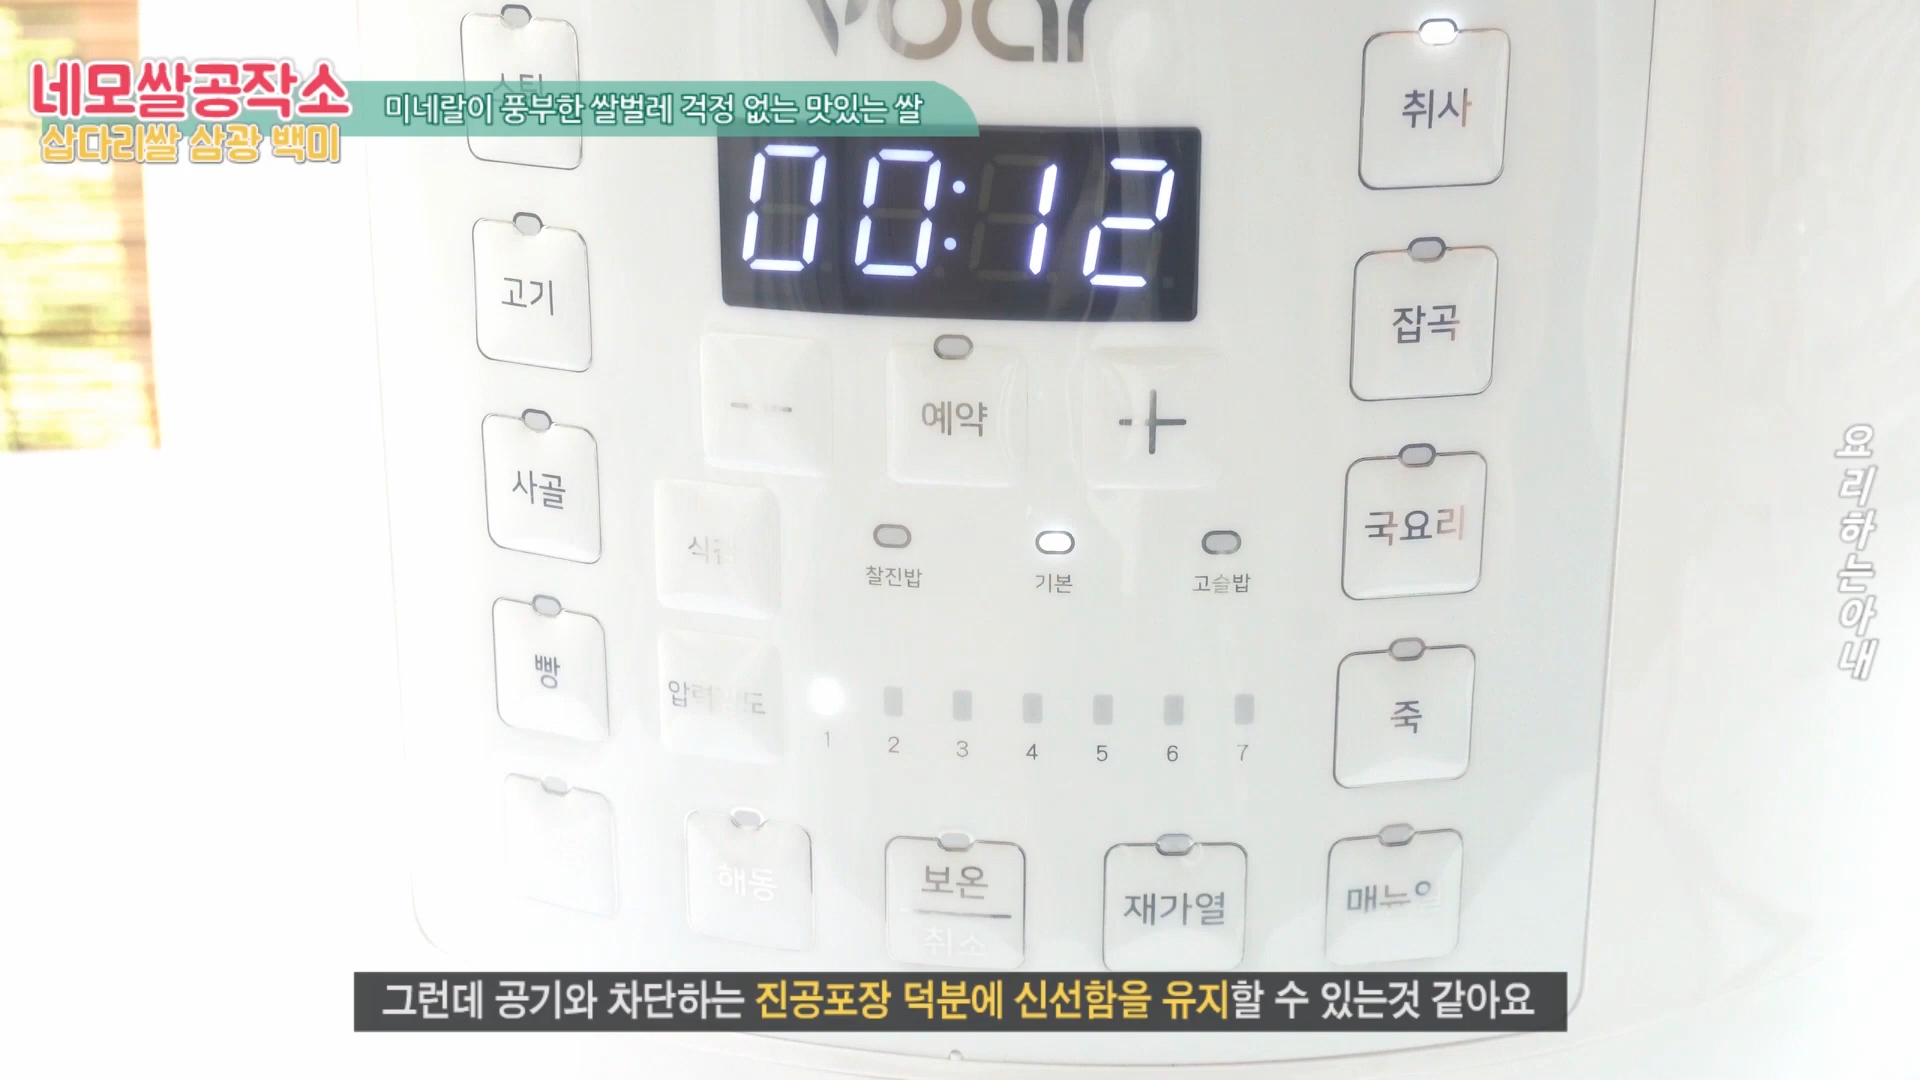 네모쌀공작소
삽다리쌀 삼광 백미
미네랄이 풍부한 쌀벌레 걱정 없는 맛있는 쌀
voar
00:12
취사
고기
잡곡
예약
사골
국요리
찰진밥
기본
고슬밥
빵
1 2 3 4 5 6 7
죽
해동
보온
취소
재가열
매뉴얼
요리하는아내
그런데 공기와 차단하는 진공포장 덕분에 신선함을 유지할 수 있는것 같아요